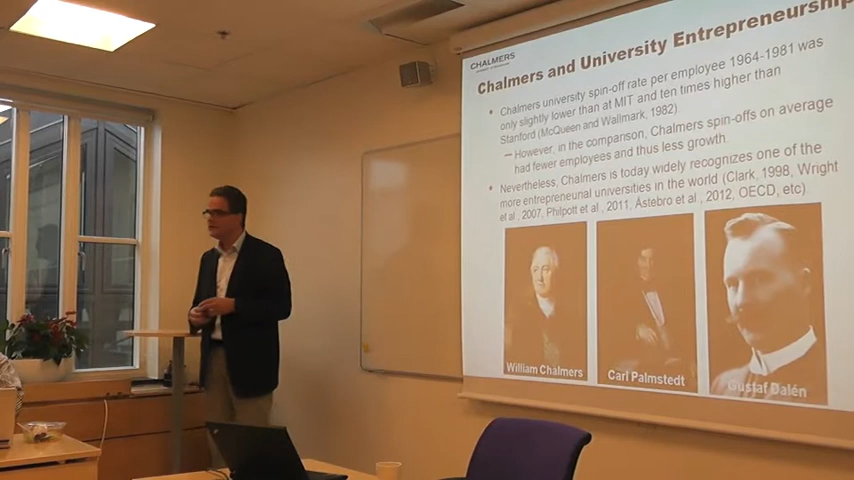 CHALMERS
Chalmers and University Entrepreneurship
• Chalmers university spin-off rate per employee 1964-1981 was
only slightly lower than at MIT and ten times higher than
Stanford (McQueen and Wallmark, 1982)
– However, in the comparison, Chalmers spin-offs on average
had fewer employees and thus less growth.
• Nevertheless, Chalmers is today widely recognizes one of the
more entrepreneunal universities in the world (Clark, 1998, Wright
et al, 2007, Philpott et al, 2011, Åstebro et al, 2012, OECD, etc)
William Chalmers
Carl Palmstedt
Gustaf Dalén